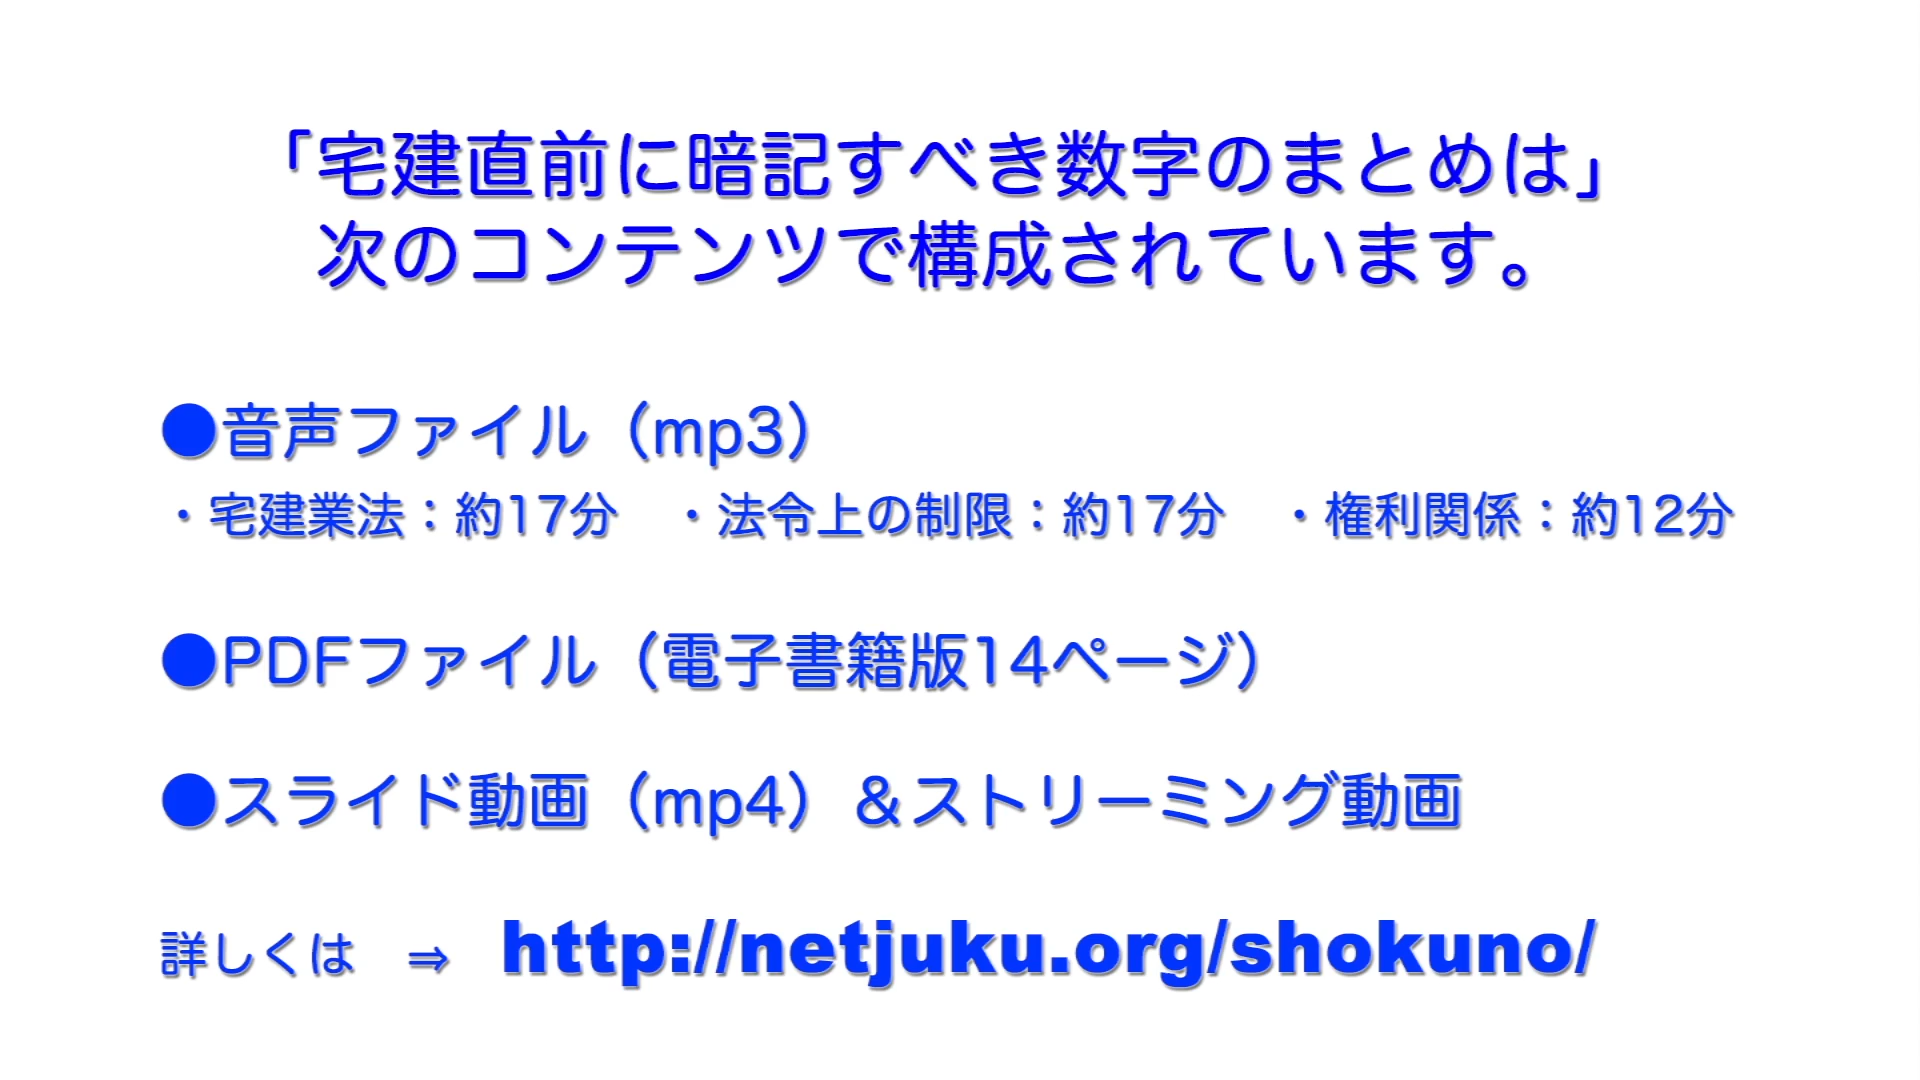 「宅建直前に暗記すべき数字のまとめは」
次のコンテンツで構成されています。
●音声ファイル（mp3）
・宅建業法：約17分　・法令上の制限：約17分　・権利関係：約12分
●PDFファイル（電子書籍版14ページ）
●スライド動画（mp4）＆ストリーミング動画
詳しくは　⇒　http://netjuku.org/shokuno/